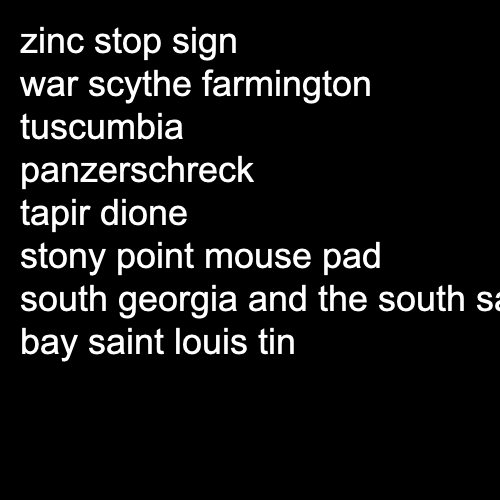 zinc stop sign
war scythe farmington
tuscumbia
panzerschreck
tapir dione
stony point mouse pad
south georgia and the south
bay saint louis tin